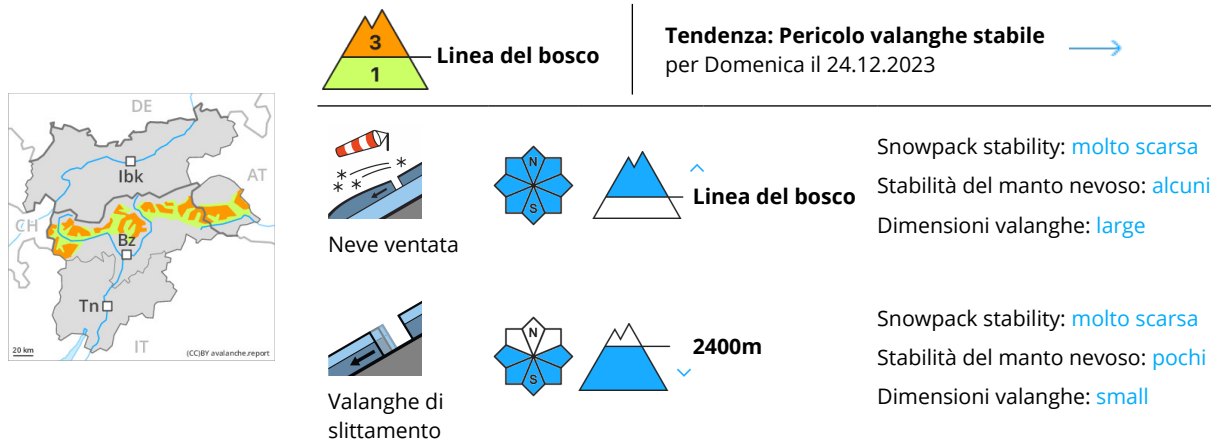 3
1
Linea del bosco
Tendenza: Pericolo valanghe stabile
per Domenica il 24.12.2023
DE
Ibk
AT
CH
Bz
Tn
IT
20 km
(CC)BY avalanche.report
Neve ventata
N
S
Linea del bosco
Snowpack stability: molto scarsa
Stabilità del manto nevoso: alcuni
Dimensioni valanghe: large
Valanghe di
slittamento
N
S
2400m
Snowpack stability: molto scarsa
Stabilità del manto nevoso: pochi
Dimensioni valanghe: small